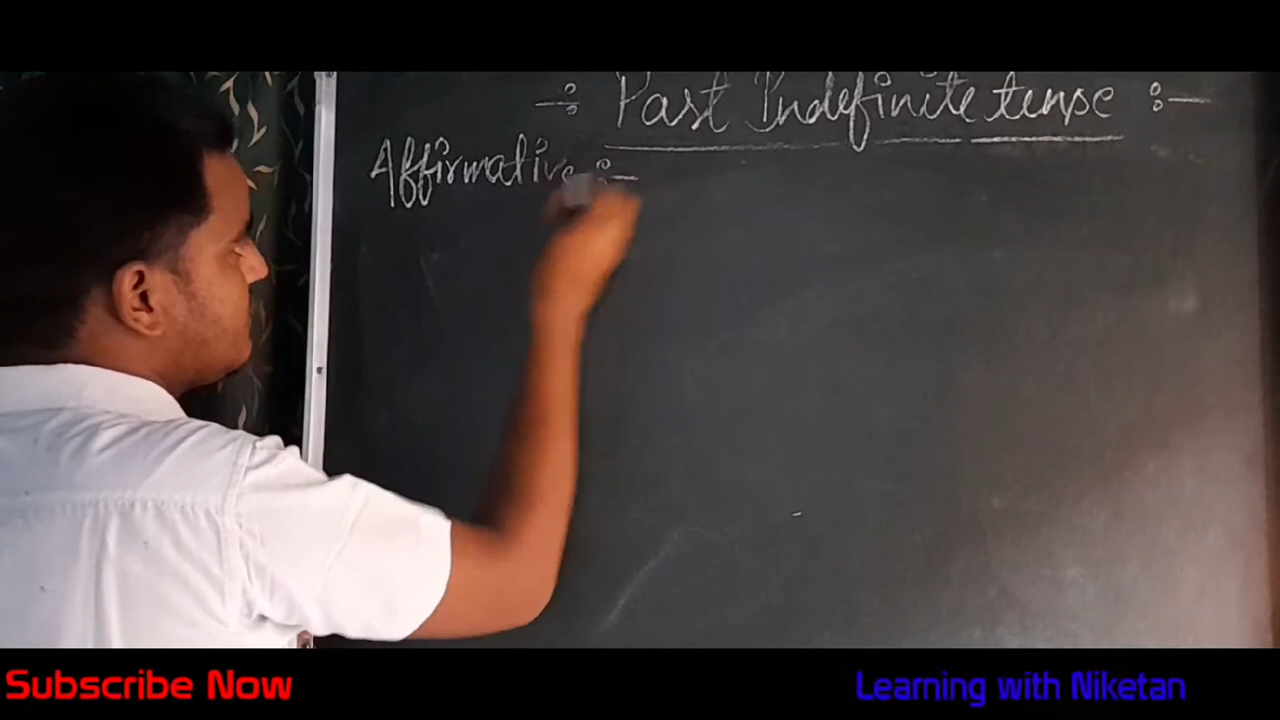 ÷ Past Indefinite tense :-
Affirmative :-
Subscribe Now
Learning with Niketan